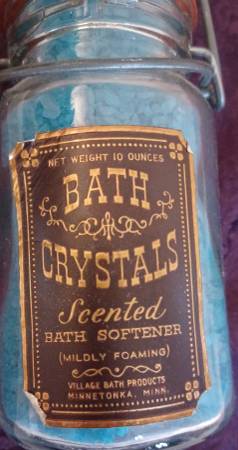 NET WEIGHT 10 OUNCES
BATH
CRYSTALS
Scented
BATH SOFTENER
(MILDLY FOAMING)
VILLAGE BATH PRODUCTS
MINNETONKA, MINN.